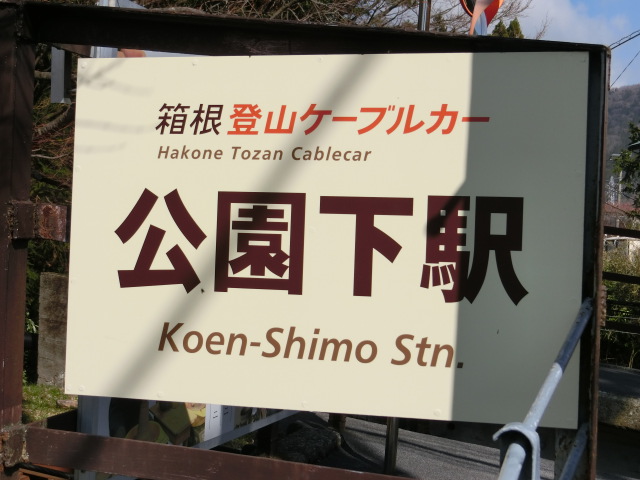 箱根登山ケーブルカー
Hakone Tozan Cablecar
公園下駅
Koen-Shimo Stn.